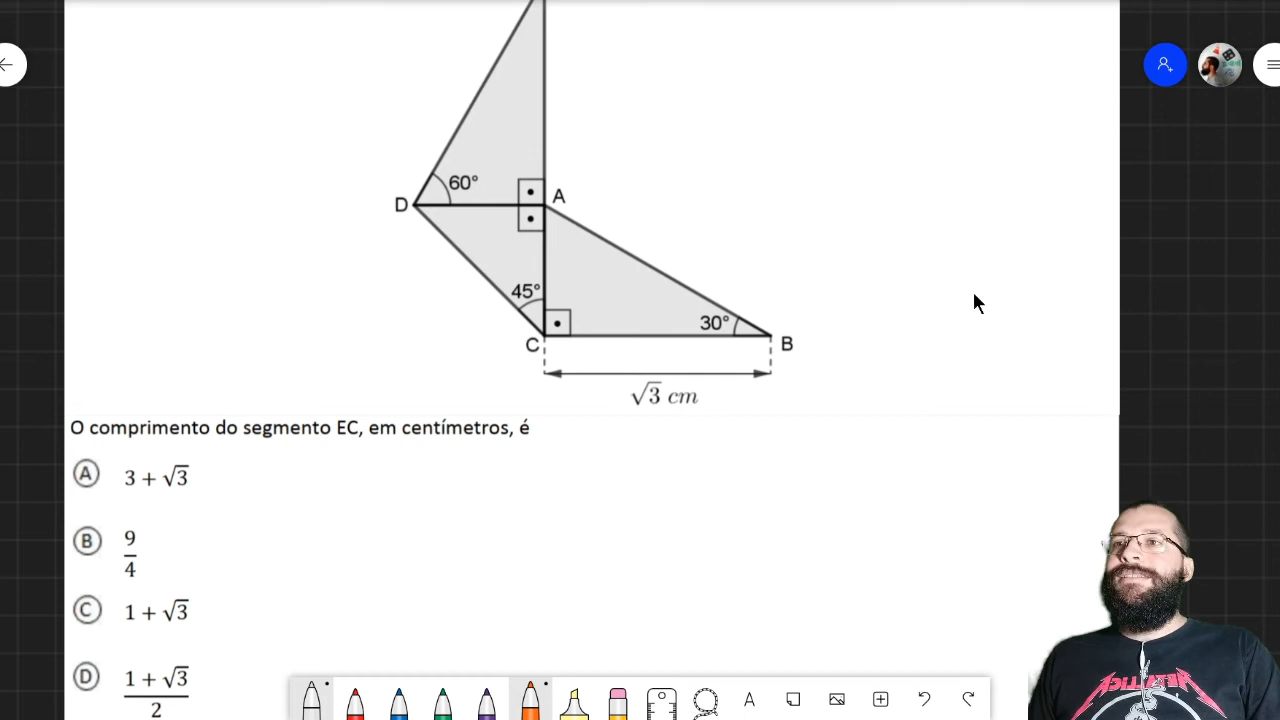 60°
D
A
45°
30°
C
B
√3 cm
O comprimento do segmento EC, em centímetros, é
A 3 + √3
B 9/4
C 1 + √3
D (1 + √3)/2
A